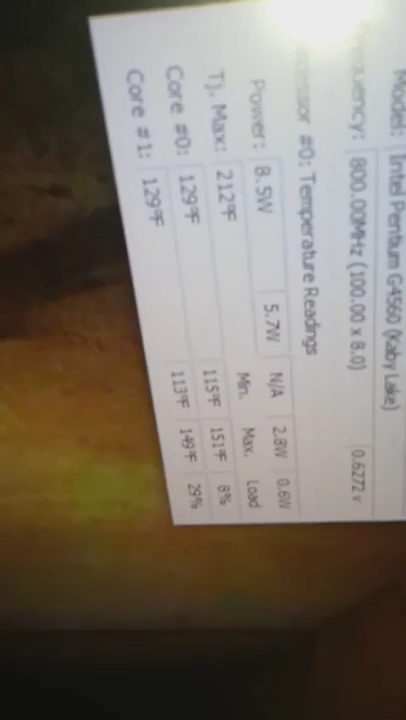 Model: Intel Pentium G4560 (Kaby Lake)
800.00MHz (100.00 x 8.0) 0.6272 v
#0: Temperature Readings
Power: 8.5W 5.7W N/A 2.8W 0.6W
Tj. Max: 212°F Min. Max. Load
Core #0: 129°F 115°F 151°F 8%
Core #1: 129°F 113°F 149°F 29%